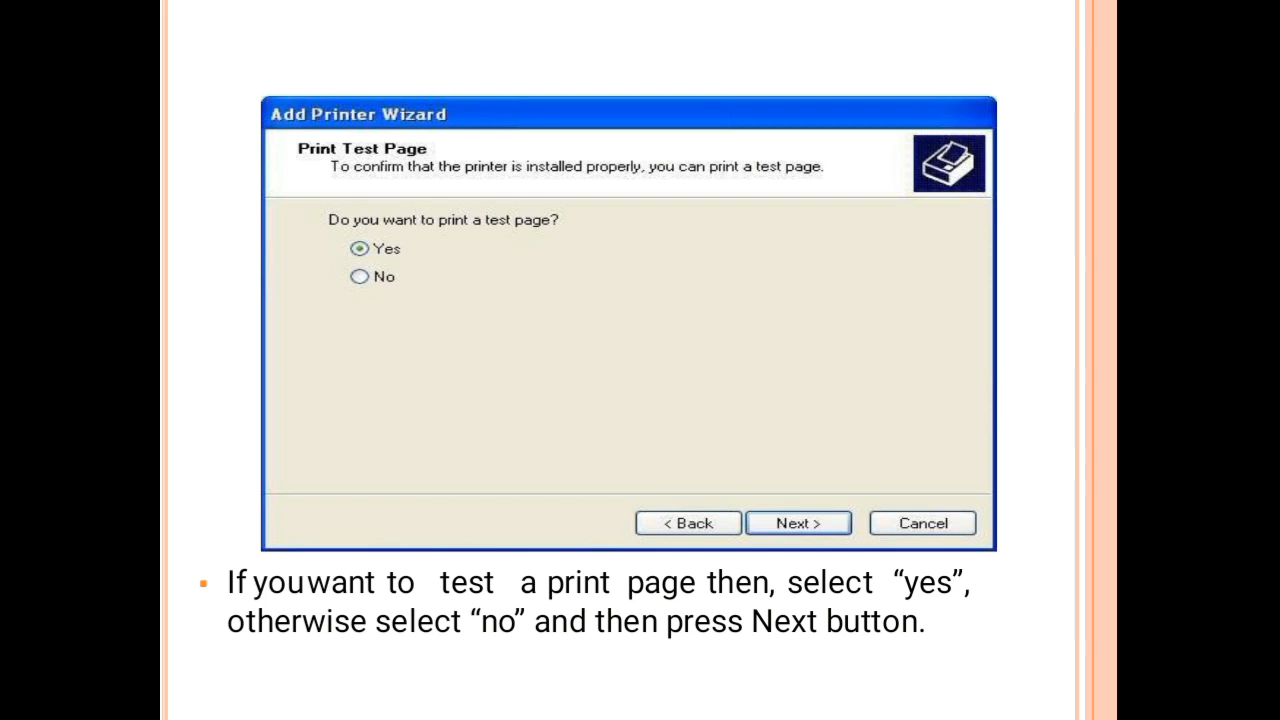 Add Printer Wizard
Print Test Page
To confirm that the printer is installed properly, you can print a test page.
Do you want to print a test page?
Yes
No
< Back Next > Cancel
▪ If youwant to test a print page then, select “yes”,
otherwise select “no” and then press Next button.